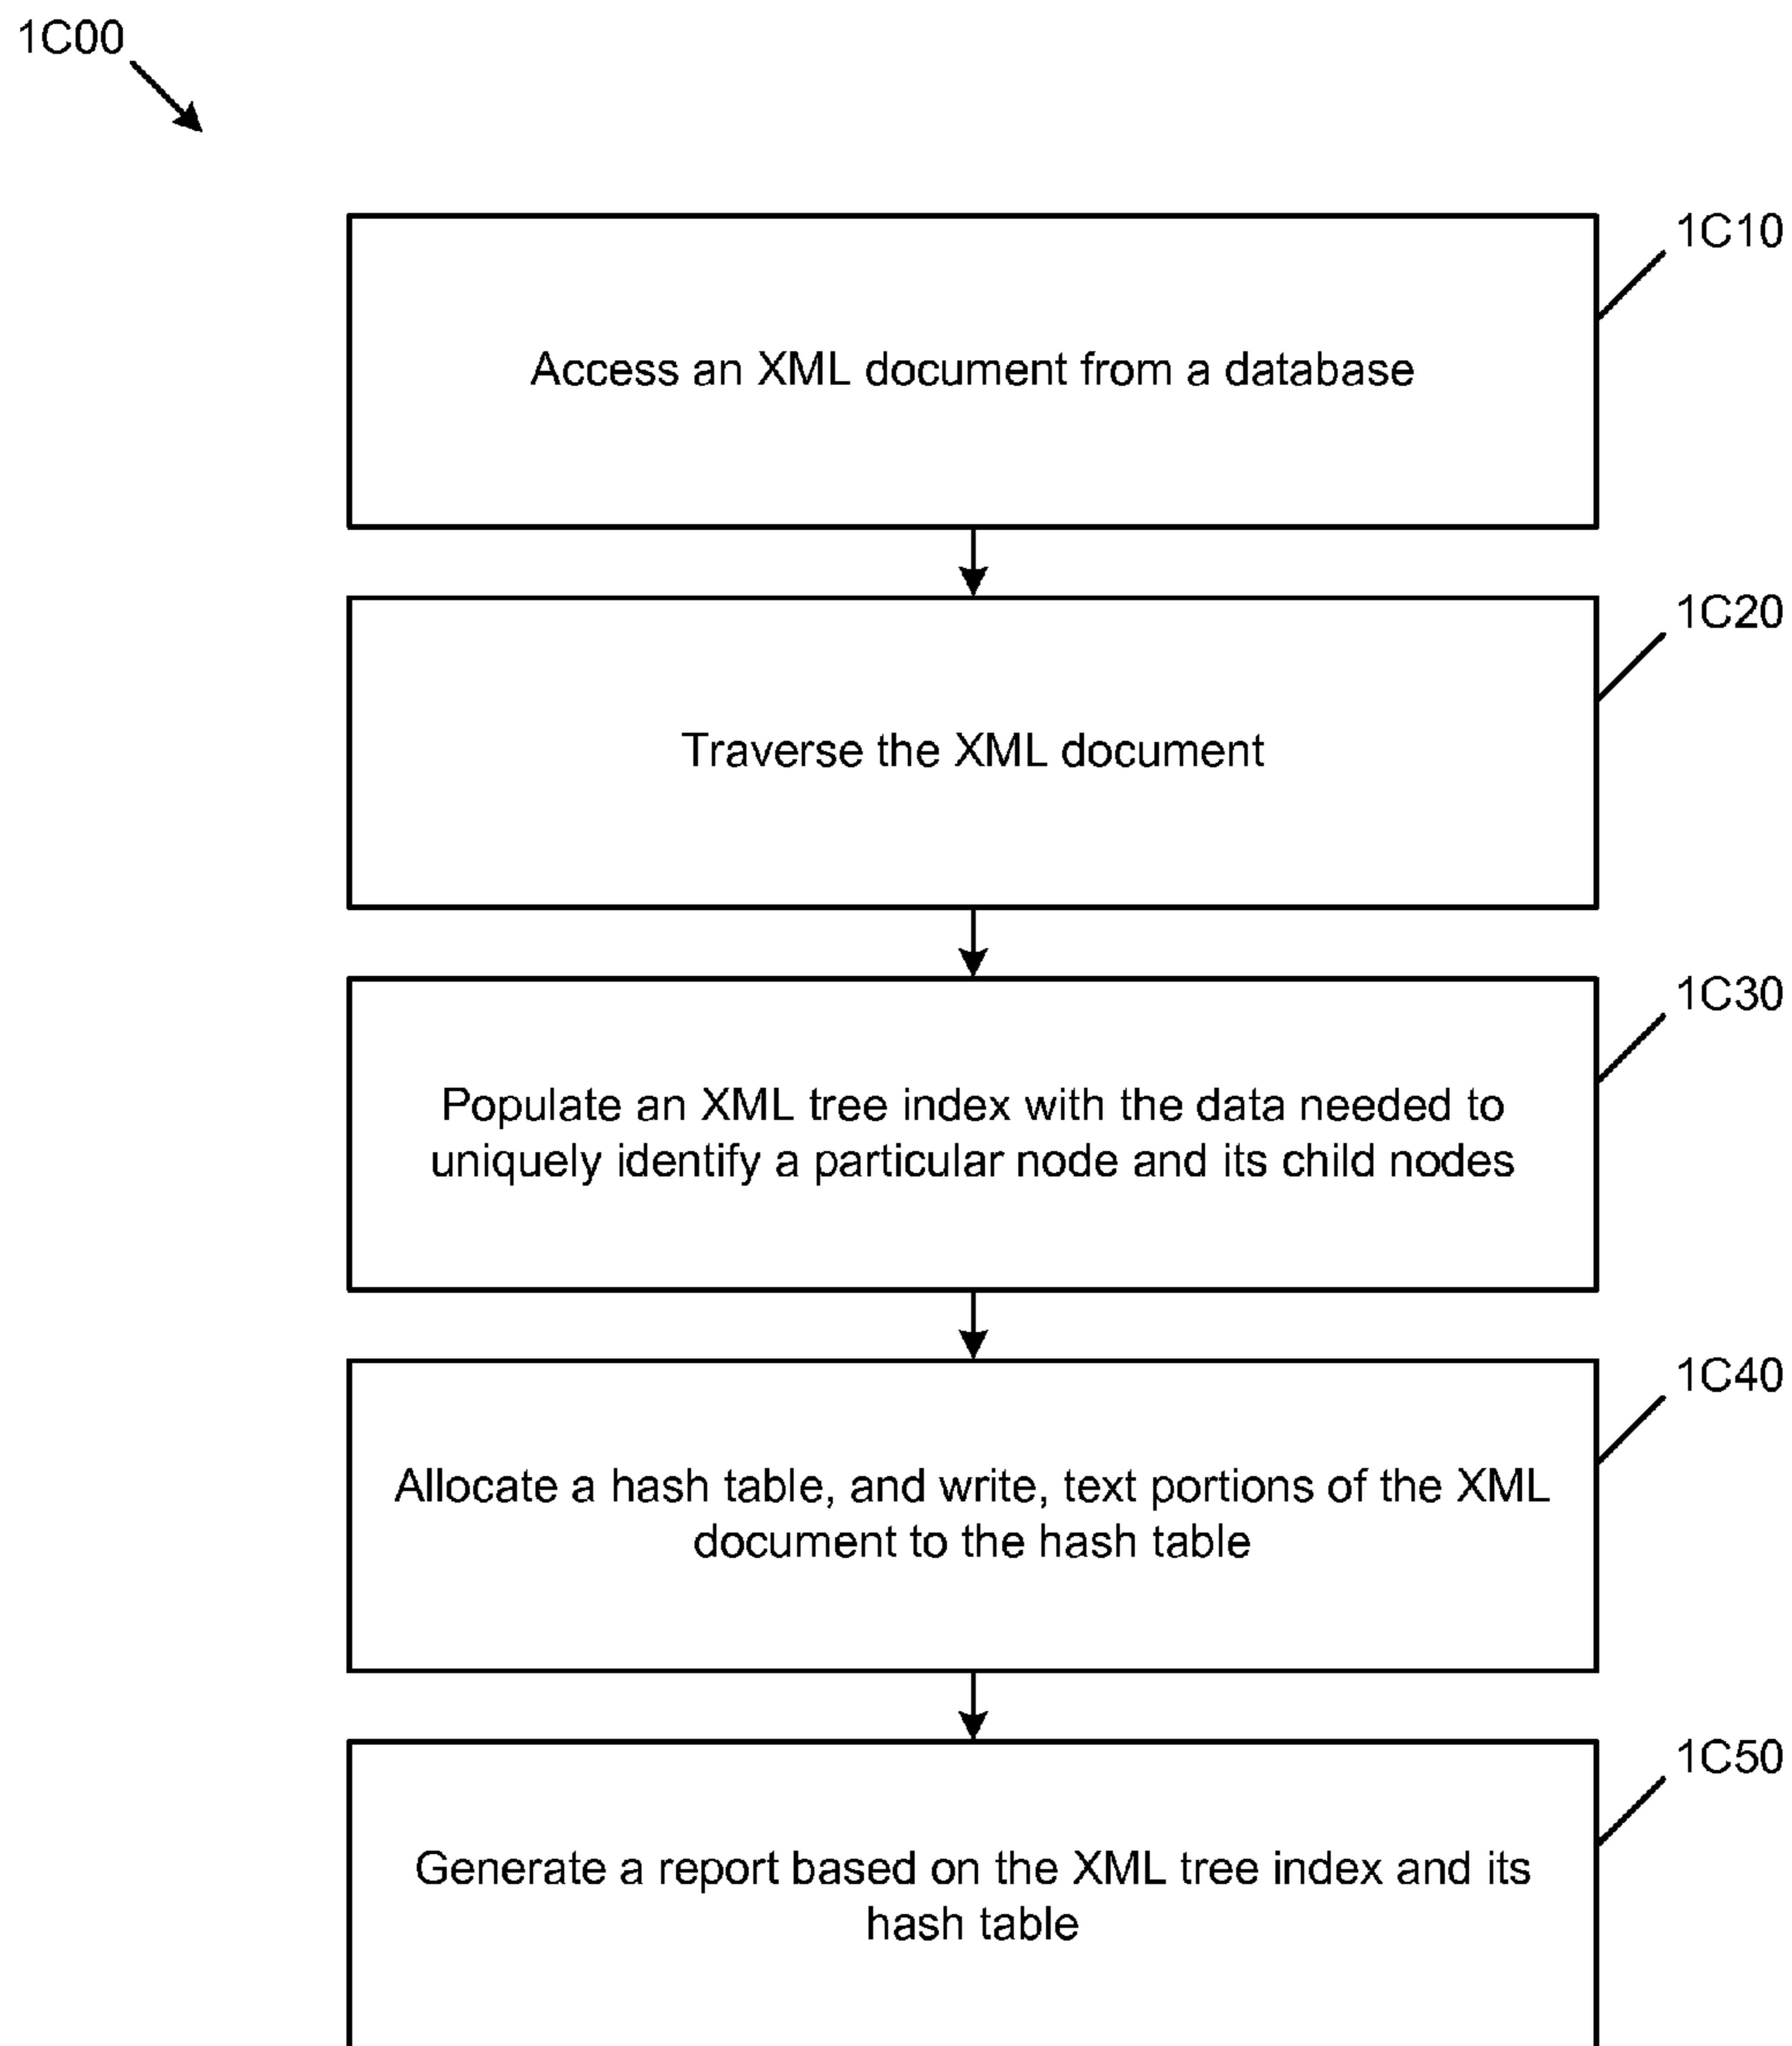 1C00
1C10
Access an XML document from a database
1C20
Traverse the XML document
1C30
Populate an XML tree index with the data needed to
uniquely identify a particular node and its child nodes
1C40
Allocate a hash table, and write, text portions of the XML
document to the hash table
1C50
Generate a report based on the XML tree index and its
hash table